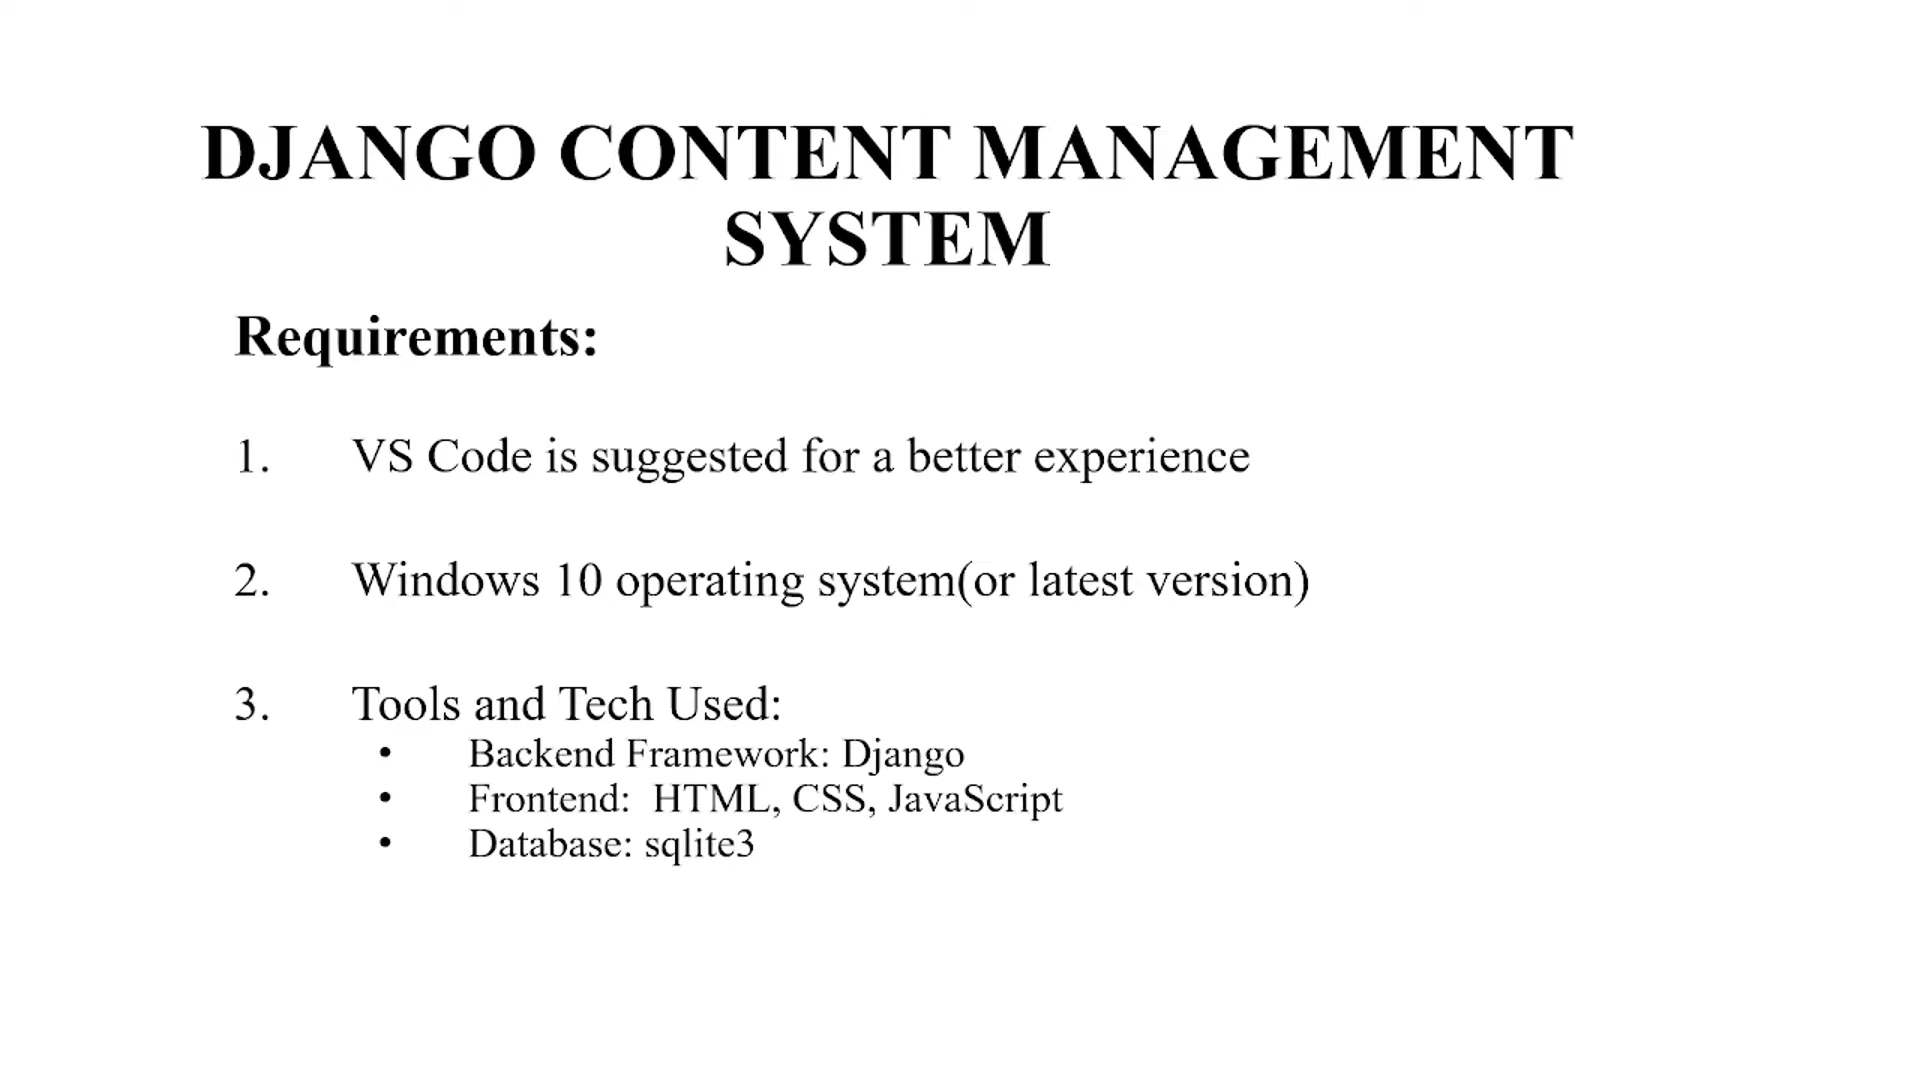 DJANGO CONTENT MANAGEMENT
SYSTEM
Requirements:
1. VS Code is suggested for a better experience
2. Windows 10 operating system(or latest version)
3. Tools and Tech Used:
• Backend Framework: Django
• Frontend:  HTML, CSS, JavaScript
• Database: sqlite3